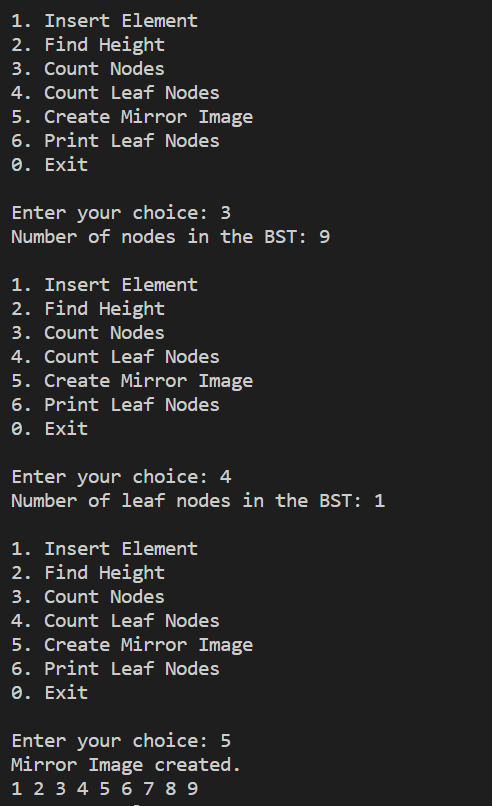 1. Insert Element
2. Find Height
3. Count Nodes
4. Count Leaf Nodes
5. Create Mirror Image
6. Print Leaf Nodes
0. Exit
Enter your choice: 3
Number of nodes in the BST: 9
1. Insert Element
2. Find Height
3. Count Nodes
4. Count Leaf Nodes
5. Create Mirror Image
6. Print Leaf Nodes
0. Exit
Enter your choice: 4
Number of leaf nodes in the BST: 1
1. Insert Element
2. Find Height
3. Count Nodes
4. Count Leaf Nodes
5. Create Mirror Image
6. Print Leaf Nodes
0. Exit
Enter your choice: 5
Mirror Image created.
1 2 3 4 5 6 7 8 9